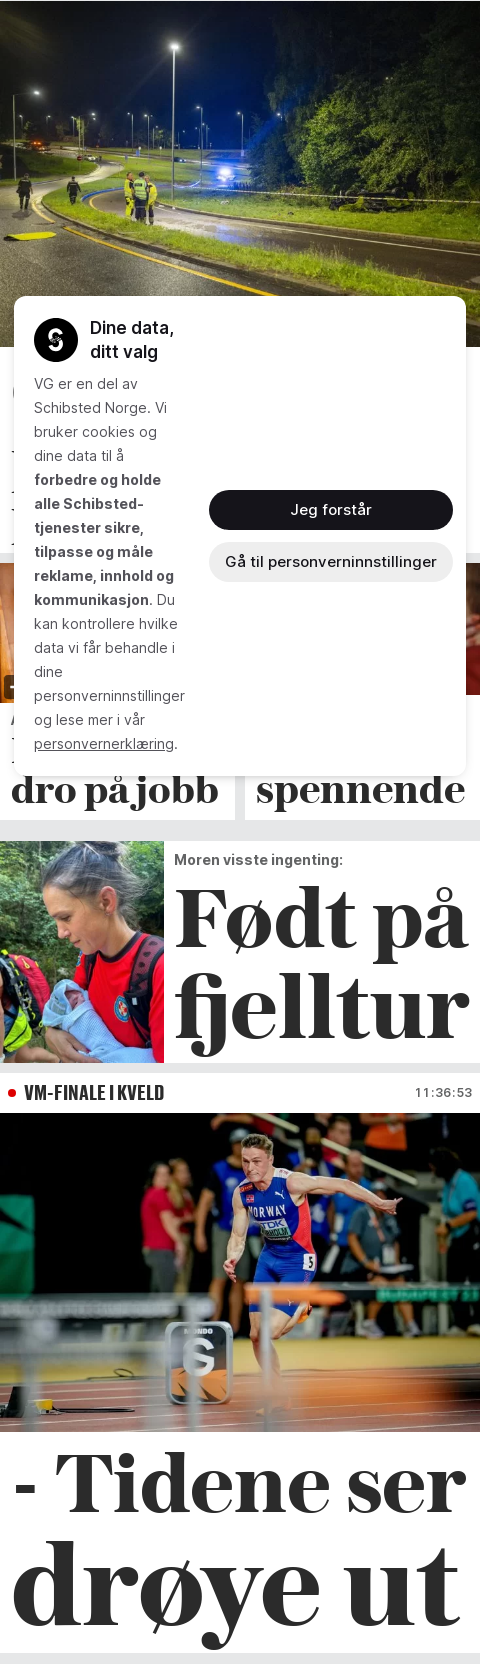 Dine data,
ditt valg
VG er en del av
Schibsted Norge. Vi
bruker cookies og
dine data til å
forbedre og holde
alle Schibsted-
tjenester sikre,
tilpasse og måle
reklame, innhold og
kommunikasjon. Du
kan kontrollere hvilke
data vi får behandle i
dine
personverninnstillinger
og lese mer i vår
personvernerklæring.
Jeg forstår
Gå til personverninnstillinger
dro på jobb
spennende
Moren visste ingenting:
Født på
fjelltur
VM-FINALE I KVELD
11:36:53
NORWAY
TDK
5
MONDO
- Tidene ser
drøye ut